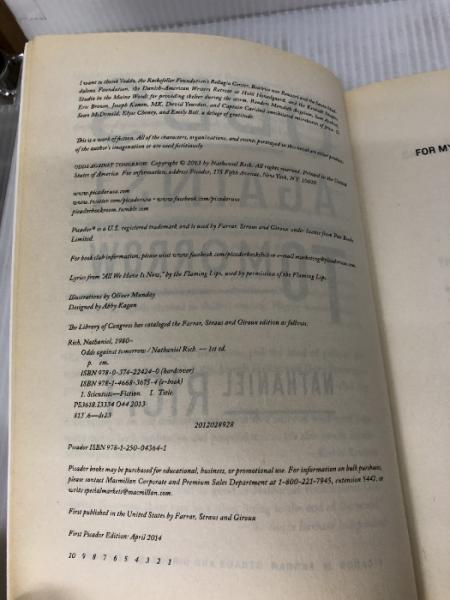 I want to thank Yaddo, the Rockefeller Foundation's Bellagio Center, Beatrice von Rezzori and the Santa Maddalena Foundation, the Danish-American Writers Retreat at Hald Hovedgaard, and the
Studio in the Maine Woods for providing shelter during the storm. Readers Meredith Angelson,
Eric Brown, Joseph Kamm, MK, David Yourdon, and Captain Cartshell
Sean McDonald, Elyse Cheney, and Emily Bell, a deluge of gratitude.
This is a work of fiction. All of the characters, organizations, and events portrayed in this novel are either products
of the author's imagination or are used fictitiously.
ODDS AGAINST TOMORROW. Copyright © 2013 by Nathaniel Rich. All rights reserved. Printed in the United
States of America. For information, address Picador, 175 Fifth Avenue, New York, N.Y. 10010.
www.picadorusa.com
www.twitter.com/picadorusa • www.facebook.com/picadorusa
picadorbookroom.tumblr.com
Picador® is a U.S. registered trademark and is used by Farrar, Straus and Giroux under license from Pan Books
Limited.
For book club information, please visit www.facebook.com/picadorbookclub or e-mail marketing@picadorusa.com.
Lyrics from "All We Have Is Now," by the Flaming Lips, used by permission of the Flaming Lips.
Illustrations by Oliver Munday
Designed by Abby Kagan
The Library of Congress has cataloged the Farrar, Straus and Giroux edition as follows:
Rich, Nathaniel, 1980–
Odds against tomorrow / Nathaniel Rich. — 1st ed.
p. cm.
ISBN 978-0-374-22424-0 (hardcover)
ISBN 978-1-4668-3675-4 (e-book)
1. Scientists—Fiction. I. Title.
PS3618.I3334 O44 2013
813'.6—dc23
2012028928
Picador ISBN 978-1-250-04364-1
Picador books may be purchased for educational, business, or promotional use. For information on bulk purchases,
please contact Macmillan Corporate and Premium Sales Department at 1-800-221-7945, extension 5442, or
write specialmarkets@macmillan.com.
First published in the United States by Farrar, Straus and Giroux
First Picador Edition: April 2014
10 9 8 7 6 5 4 3 2 1
FOR MY